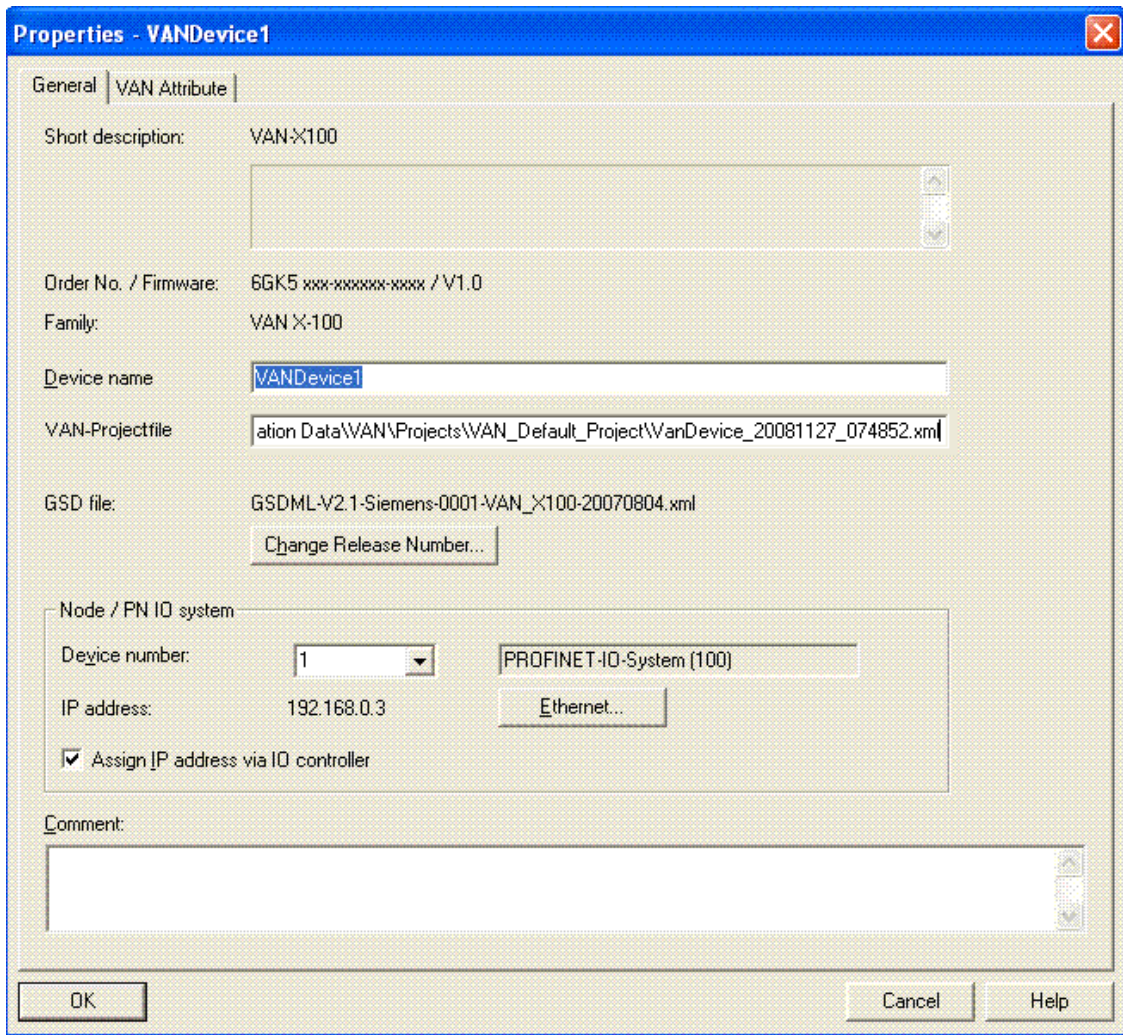 Properties - VANDevice1
General VAN Attribute
Short description: VAN-X100
Order No. / Firmware: 6GK5 xxx-xxxxxx-xxxx / V1.0
Family: VAN X-100
Device name VANDevice1
VAN-Projectfile ation Data\VAN\Projects\VAN_Default_Project\VanDevice_20081127_074852.xml
GSD file: GSDML-V2.1-Siemens-0001-VAN_X100-20070804.xml
Change Release Number...
Node / PN IO system
Device number: 1 PROFINET-IO-System (100)
IP address: 192.168.0.3 Ethernet...
Assign IP address via IO controller
Comment:
OK Cancel Help